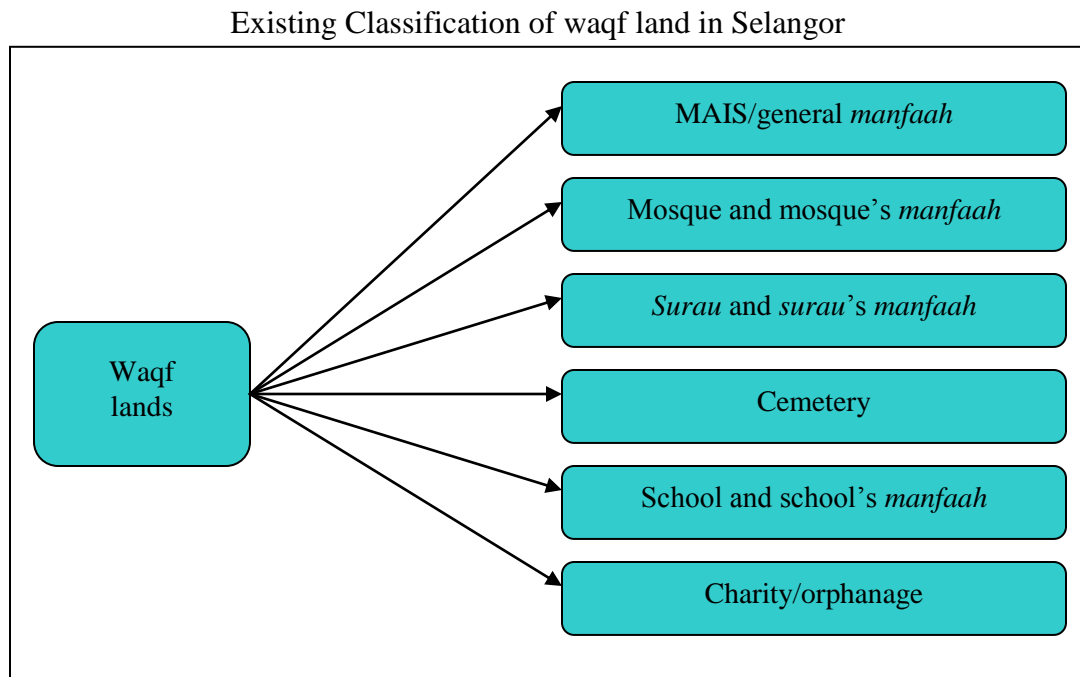 Existing Classification of waqf land in Selangor
MAIS/general manfaah
Mosque and mosque’s manfaah
Surau and surau’s manfaah
Waqf
lands
Cemetery
School and school’s manfaah
Charity/orphanage